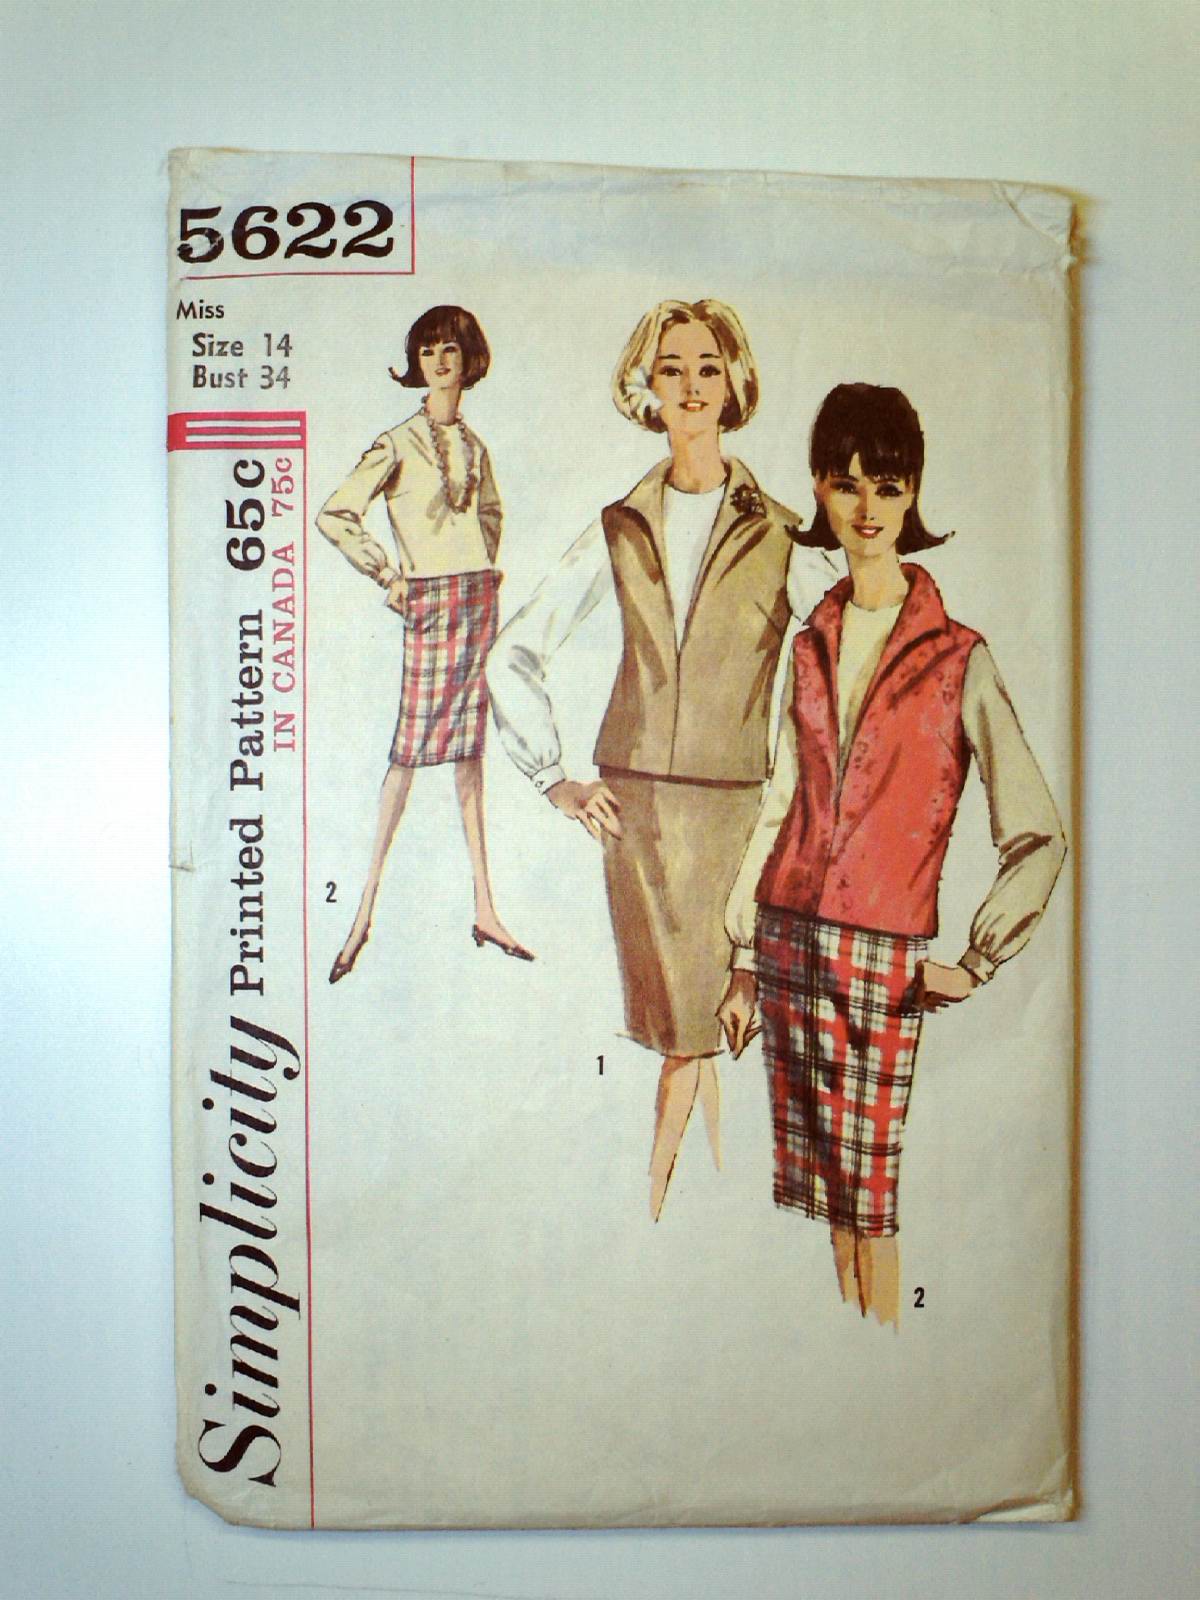 5622
Miss
Size 14
Bust 34
Simplicity Printed Pattern 65c
IN CANADA 75c
2
1
2